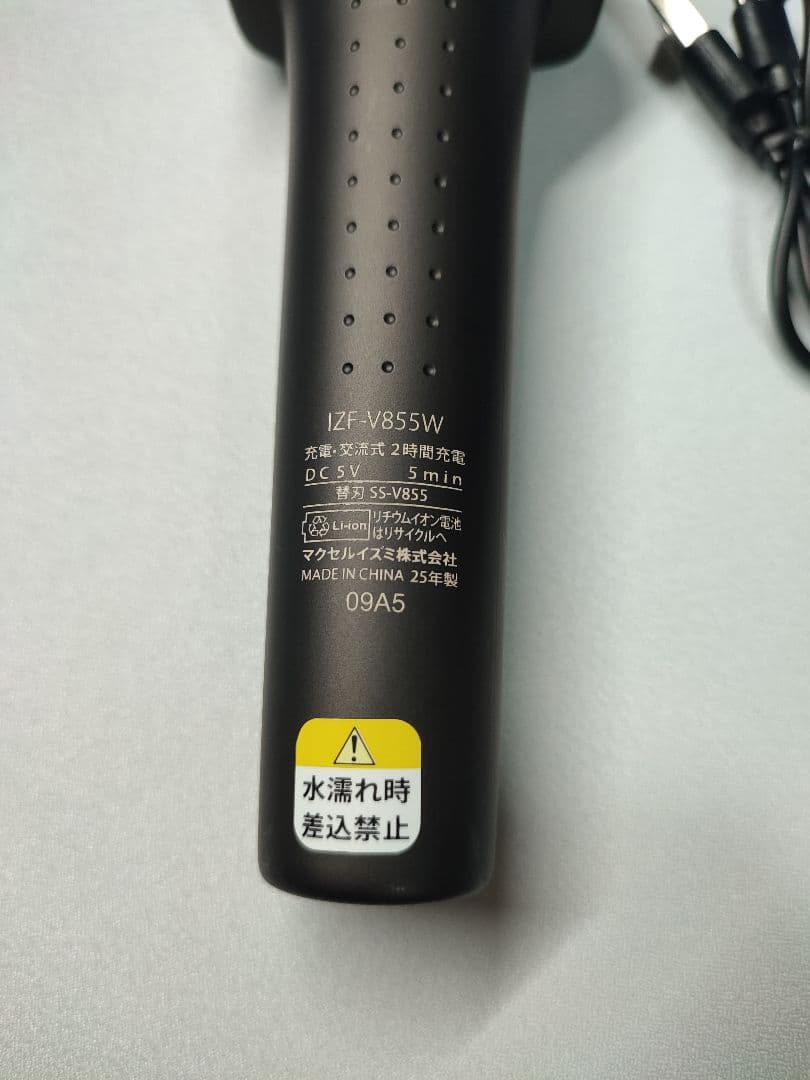 IZF-V855W
充電・交流式 2時間充電
DC 5V 5min
替刃 SS-V855
Li-ion リチウムイオン電池
はリサイクルへ
マクセルイズミ株式会社
MADE IN CHINA 25年製
09A5
水濡れ時
差込禁止